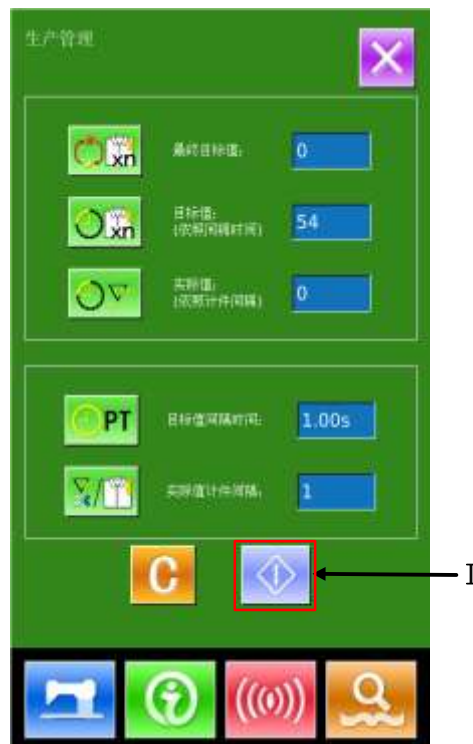 生产管理
xn
最终目标值:
0
xn
目标值:
(依照间隔时间)
54
实际值:
(依照计件间隔)
0
PT
目标值间隔时间:
1.00s
实际值计件间隔:
1
C
I